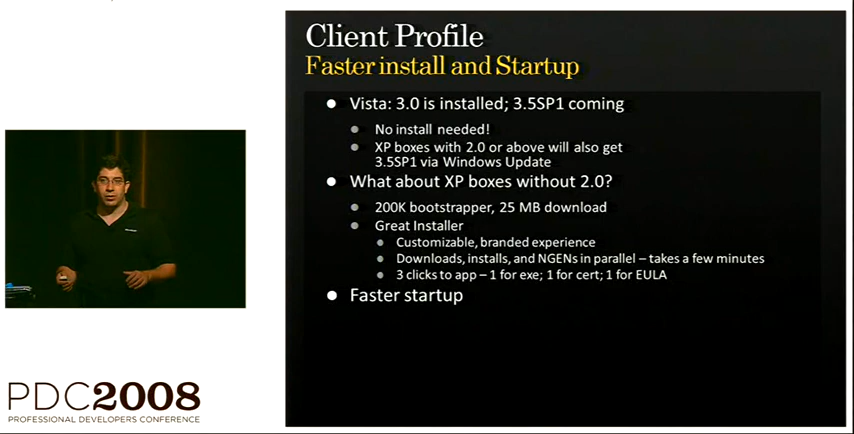 Client Profile
Faster install and Startup
Vista: 3.0 is installed; 3.5SP1 coming
No install needed!
XP boxes with 2.0 or above will also get
3.5SP1 via Windows Update
What about XP boxes without 2.0?
200K bootstrapper, 25 MB download
Great Installer
Customizable, branded experience
Downloads, installs, and NGENs in parallel – takes a few minutes
3 clicks to app – 1 for exe; 1 for cert; 1 for EULA
Faster startup
PDC2008
PROFESSIONAL DEVELOPERS CONFERENCE